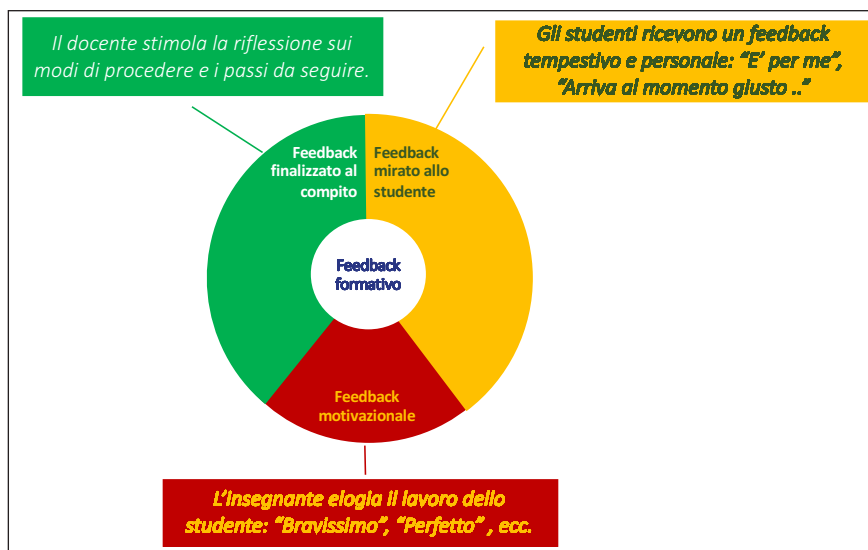 Il docente stimola la riflessione sui
modi di procedere e i passi da seguire.
Gli studenti ricevono un feedback
tempestivo e personale: “E’ per me”,
“Arriva al momento giusto ..”
Feedback
finalizzato al
compito
Feedback
mirato allo
studente
Feedback
formativo
Feedback
motivazionale
L’insegnante elogia il lavoro dello
studente: “Bravissimo”, “Perfetto” , ecc.